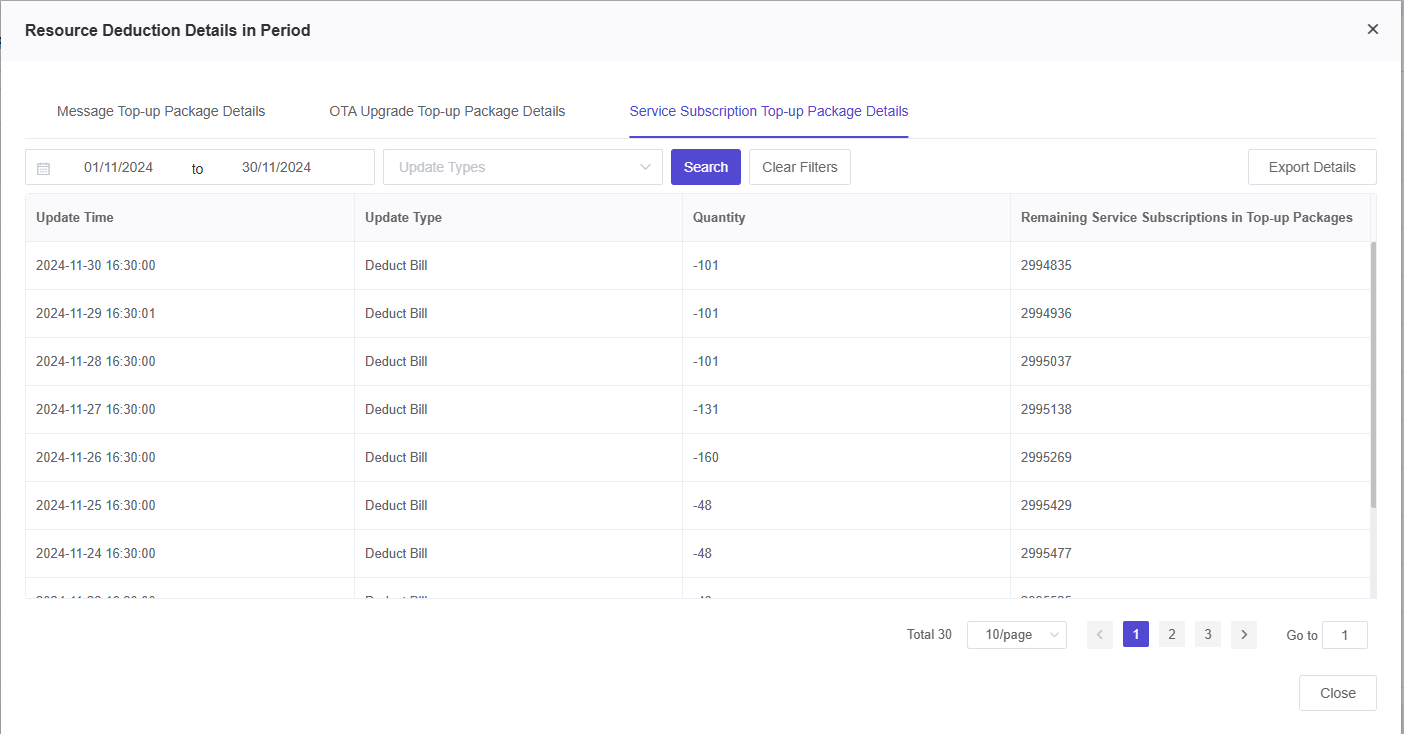 Resource Deduction Details in Period
Message Top-up Package Details OTA Upgrade Top-up Package Details Service Subscription Top-up Package Details
01/11/2024 to 30/11/2024 Update Types Search Clear Filters Export Details
Update Time Update Type Quantity Remaining Service Subscriptions in Top-up Packages
2024-11-30 16:30:00 Deduct Bill -101 2994835
2024-11-29 16:30:01 Deduct Bill -101 2994936
2024-11-28 16:30:00 Deduct Bill -101 2995037
2024-11-27 16:30:00 Deduct Bill -131 2995138
2024-11-26 16:30:00 Deduct Bill -160 2995269
2024-11-25 16:30:00 Deduct Bill -48 2995429
2024-11-24 16:30:00 Deduct Bill -48 2995477
Total 30 10/page 1 2 3 Go to 1
Close